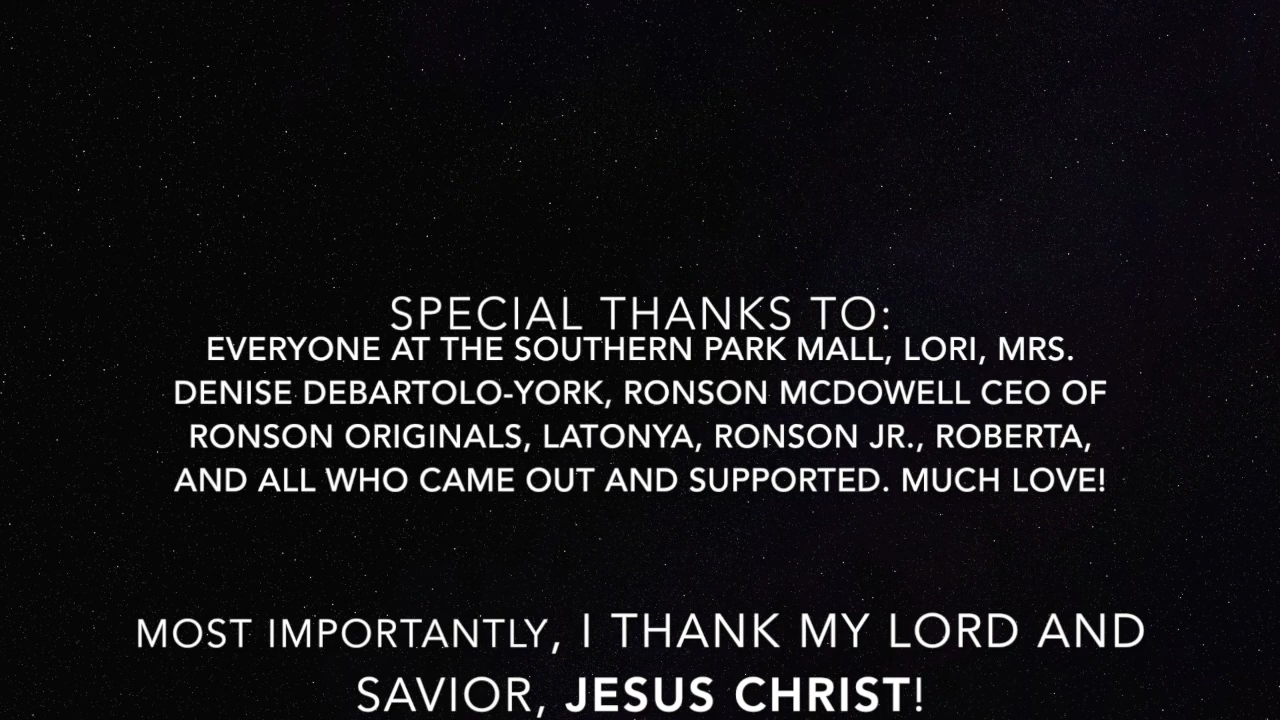 SPECIAL THANKS TO:
EVERYONE AT THE SOUTHERN PARK MALL, LORI, MRS.
DENISE DEBARTOLO-YORK, RONSON MCDOWELL CEO OF
RONSON ORIGINALS, LATONYA, RONSON JR., ROBERTA,
AND ALL WHO CAME OUT AND SUPPORTED. MUCH LOVE!
MOST IMPORTANTLY, I THANK MY LORD AND
SAVIOR, JESUS CHRIST!